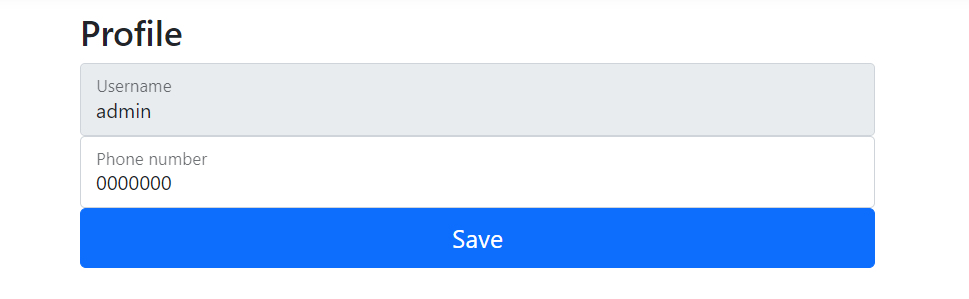 Profile
Username
admin
Phone number
0000000
Save